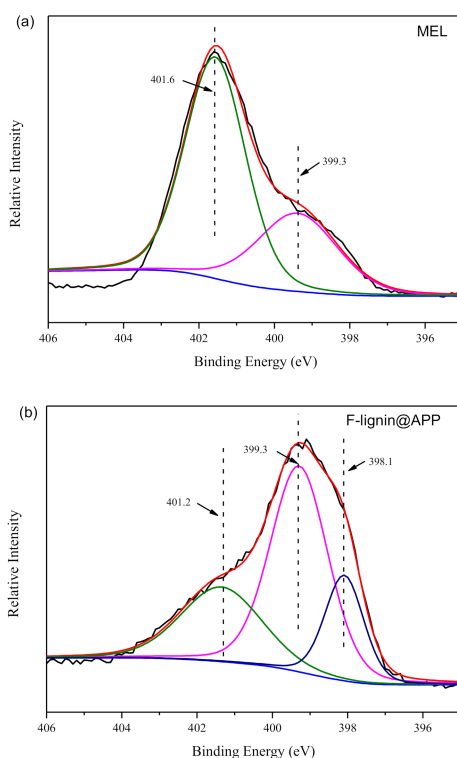 (a)
MEL
401.6
399.3
Relative Intensity
406 404 402 400 398 396
Binding Energy (eV)
(b)
F-lignin@APP
399.3
398.1
401.2
Relative Intensity
406 404 402 400 398 396
Binding Energy (eV)